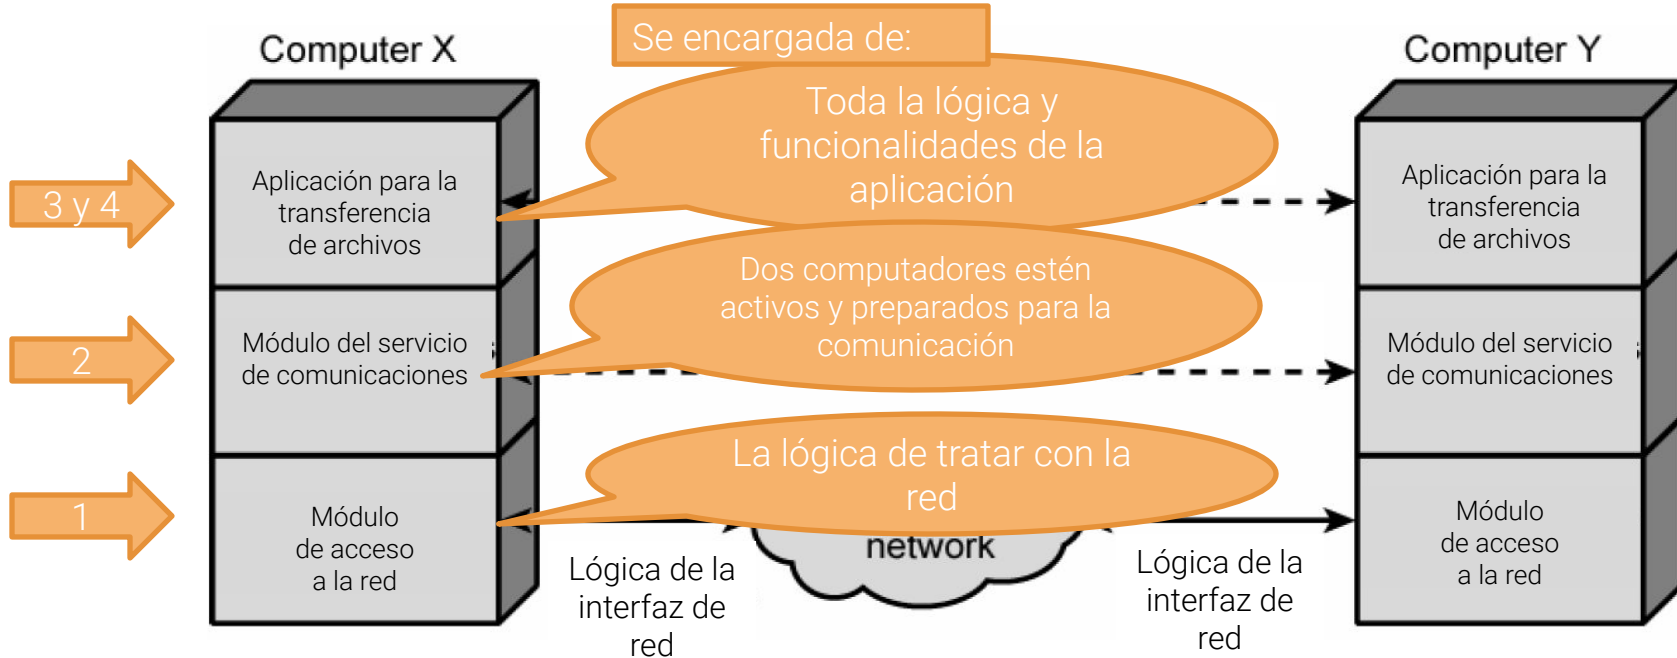 Se encargada de:
Computer X
Computer Y
Toda la lógica y
funcionalidades de la
aplicación
3 y 4
Aplicación para la
transferencia
de archivos
Aplicación para la
transferencia
de archivos
Dos computadores estén
activos y preparados para la
comunicación
2
Módulo del servicio
de comunicaciones
Módulo del servicio
de comunicaciones
La lógica de tratar con la
red
1
Módulo
de acceso
a la red
network
Módulo
de acceso
a la red
Lógica de la
interfaz de
red
Lógica de la
interfaz de
red